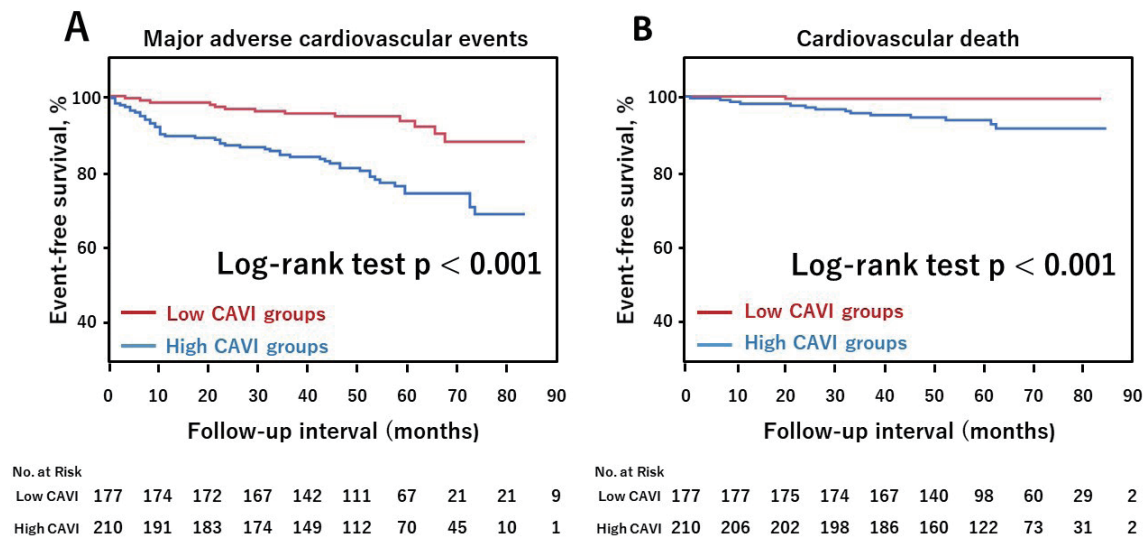 A
Major adverse cardiovascular events
Event-free survival, %
100
80
60
40
Log-rank test p < 0.001
Low CAVI groups
High CAVI groups
0 10 20 30 40 50 60 70 80 90
Follow-up interval (months)
No. at Risk
Low CAVI 177 174 172 167 142 111 67 21 21 9
High CAVI 210 191 183 174 149 112 70 45 10 1
B
Cardiovascular death
Event-free survival, %
100
80
60
40
Log-rank test p < 0.001
Low CAVI groups
High CAVI groups
0 10 20 30 40 50 60 70 80 90
Follow-up interval (months)
No. at Risk
Low CAVI 177 177 175 174 167 140 98 60 29 2
High CAVI 210 206 202 198 186 160 122 73 31 2